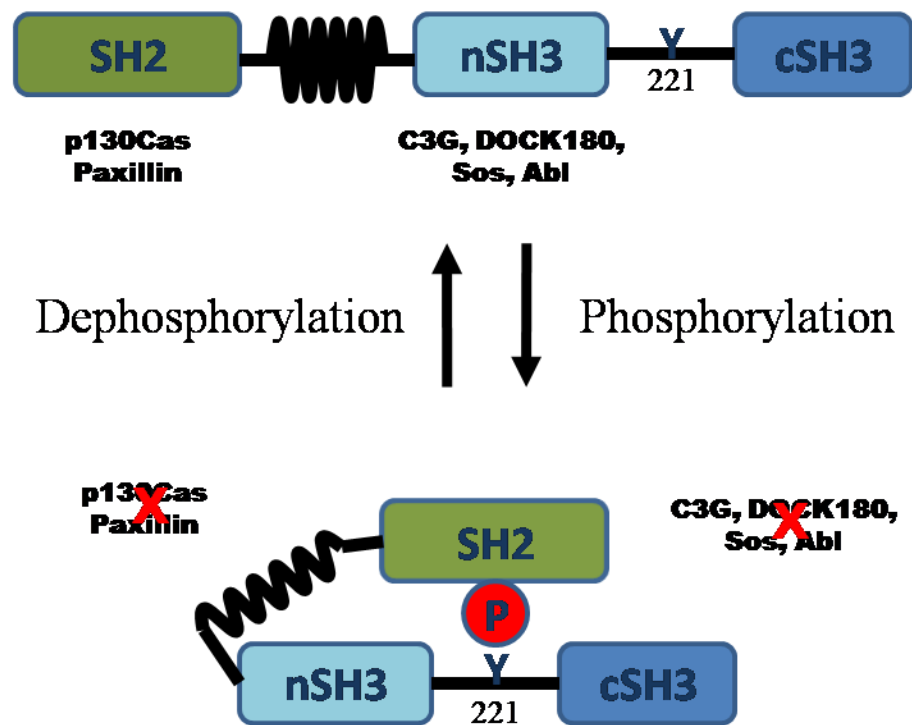 SH2 nSH3 Y cSH3
221
p130Cas C3G, DOCK180,
Paxillin Sos, Abl
Dephosphorylation Phosphorylation
p130Cas
X
Paxillin
C3G, DOCK180,
X
Sos, Abl
SH2
P
nSH3 Y cSH3
221